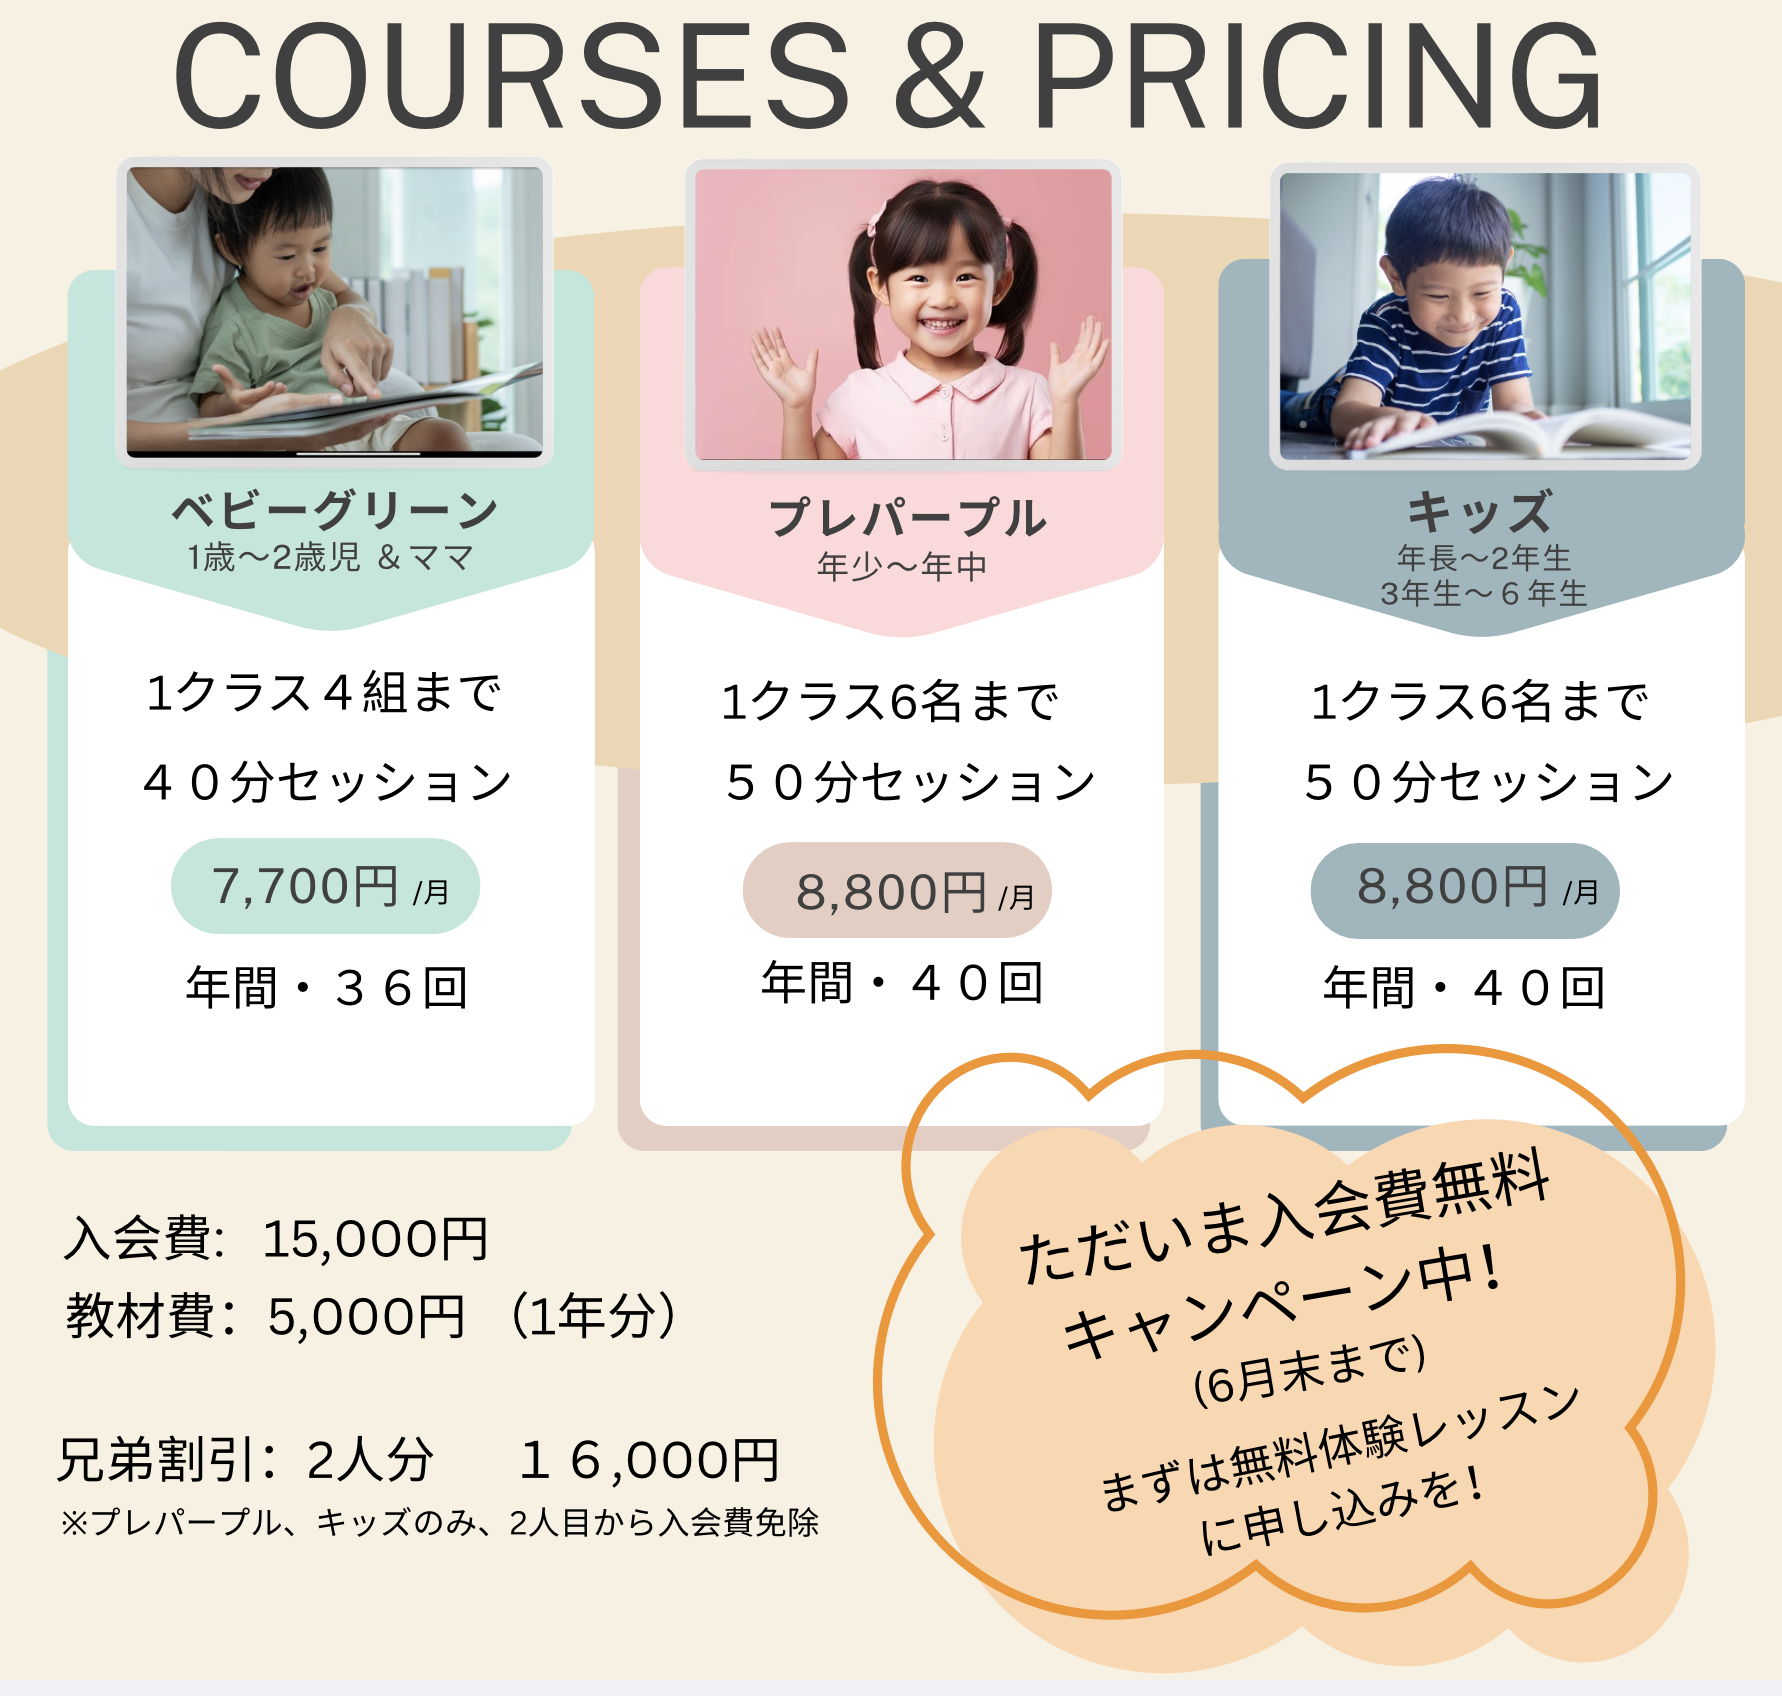 COURSES & PRICING
ベビーグリーン
1歳〜2歳児 &ママ
1クラス４組まで
４０分セッション
7,700円 /月
年間・３６回
プレパープル
年少〜年中
1クラス6名まで
５０分セッション
8,800円 /月
年間・４０回
キッズ
年長〜2年生
3年生〜６年生
1クラス6名まで
５０分セッション
8,800円 /月
年間・４０回
入会費: 15,000円
教材費：5,000円 （1年分）
兄弟割引：2人分　１６,000円
※プレパープル、キッズのみ、2人目から入会費免除
ただいま入会費無料
キャンペーン中！
(6月末まで)
まずは無料体験レッスン
に申し込みを！